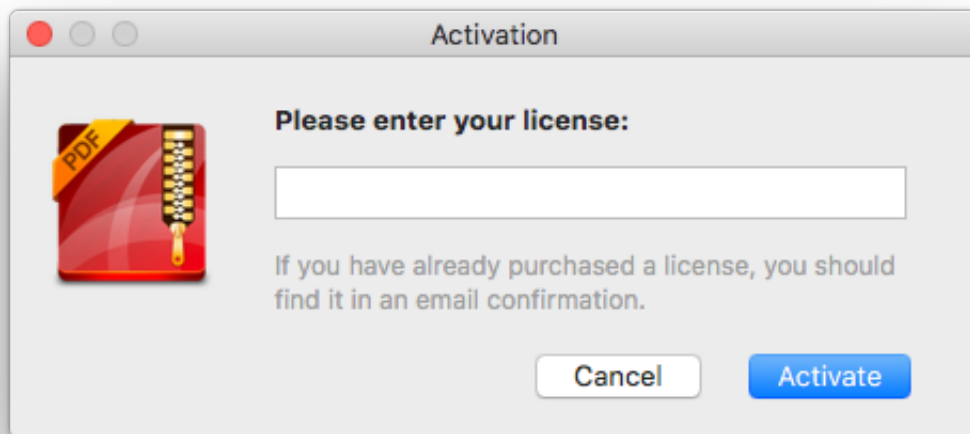 Activation
PDF
Please enter your license:
If you have already purchased a license, you should
find it in an email confirmation.
Cancel
Activate